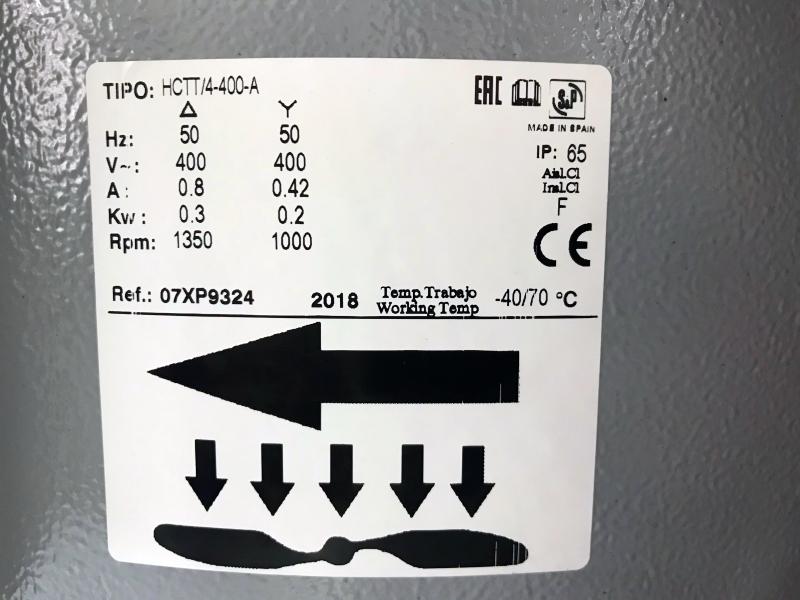 TIPO: HCTT/4-400-A
EAC S&P
MADE IN SPAIN
Δ Y
Hz: 50 50
V~: 400 400
A: 0.8 0.42
Kw: 0.3 0.2
Rpm: 1350 1000
IP: 65
Aisl.Cl
Insl.Cl
F
CE
Ref.: 07XP9324 2018 Temp.Trabajo -40/70 °C
Working Temp